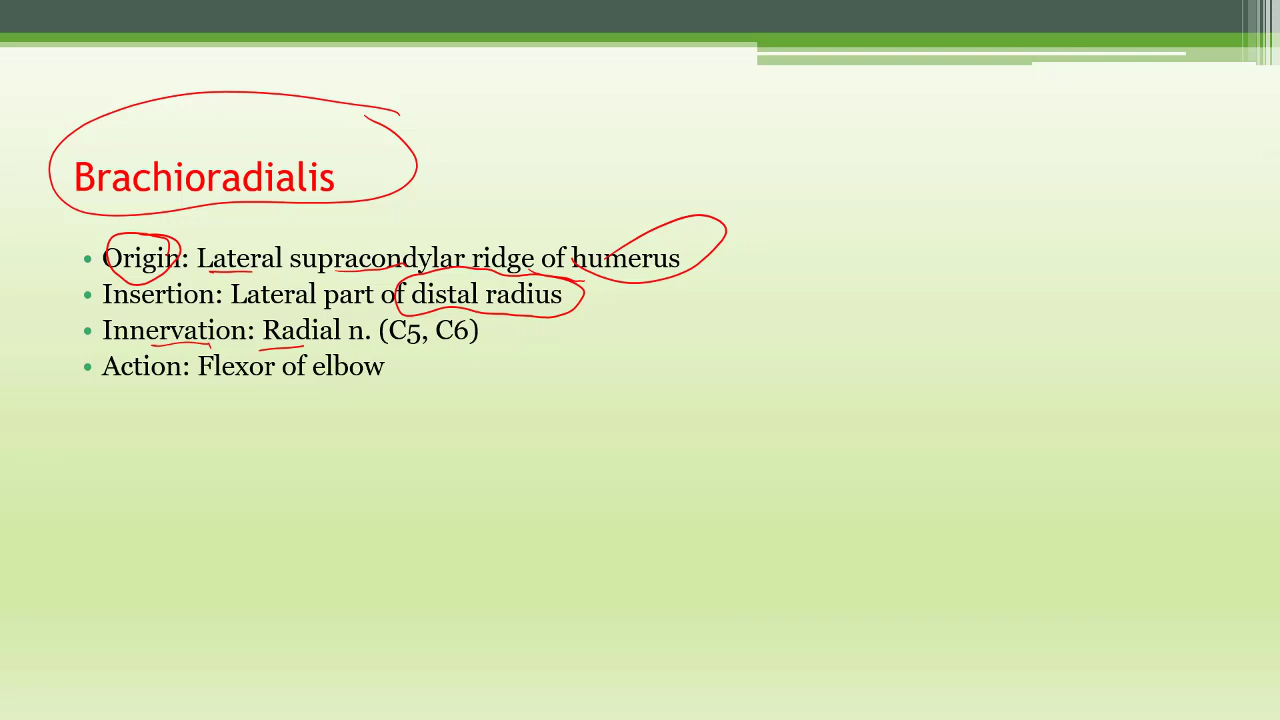 Brachioradialis
• Origin: Lateral supracondylar ridge of humerus
• Insertion: Lateral part of distal radius
• Innervation: Radial n. (C5, C6)
• Action: Flexor of elbow